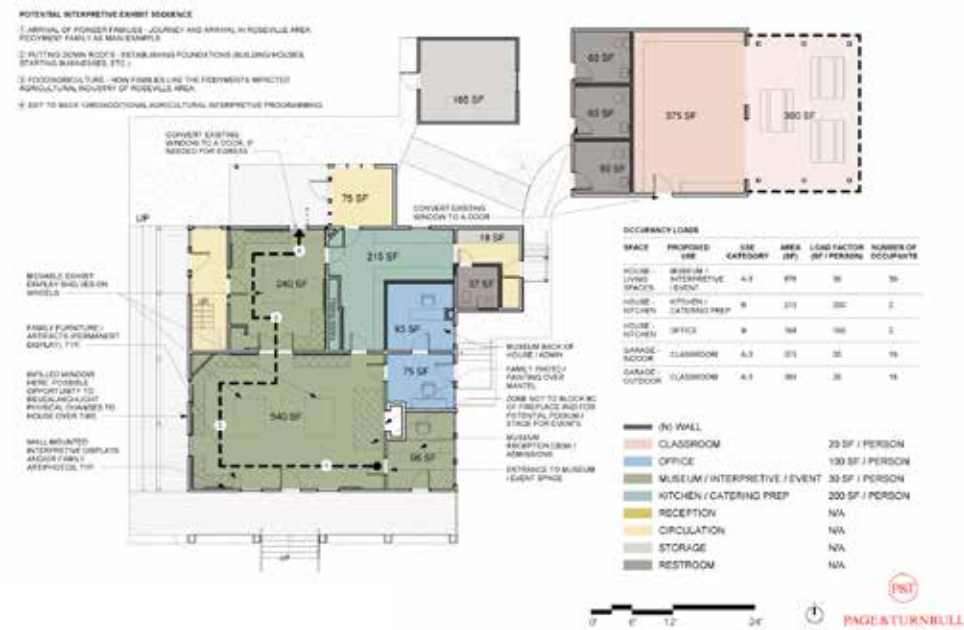 POTENTIAL INTERPRETIVE EXHIBIT SEQUENCE
ARRIVAL OF PIONEER FAMILIES - JOURNEY AND ARRIVAL IN ROSEVILLE AREA
FIDDYMENT FAMILY AS MAIN EXAMPLE
PUTTING DOWN ROOTS - ESTABLISHING FOUNDATIONS (BUILDING HOUSES,
STARTING BUSINESSES, ETC.)
FOOD/AGRICULTURE - HOW FAMILIES LIKE THE FIDDYMENTS IMPACTED
AGRICULTURAL INDUSTRY OF ROSEVILLE AREA
EXIT TO BACK YARD/ADDITIONAL AGRICULTURAL INTERPRETIVE PROGRAMMING
CONVERT EXISTING
WINDOW TO A DOOR, IF
NEEDED FOR EGRESS
UP
MOVABLE EXHIBIT
DISPLAY SHELVES ON
WHEELS
FAMILY FURNITURE /
ARTIFACTS (PERMANENT
DISPLAY), TYP.
INFILLED WINDOW
HERE. POSSIBLE
OPPORTUNITY TO
REVEAL/HIGHLIGHT
PHYSICAL CHANGES TO
HOUSE OVER TIME
WALL MOUNTED
INTERPRETIVE DISPLAYS
AND/OR FAMILY
ART/PHOTOS, TYP.
160 SF
60 SF
60 SF
60 SF
375 SF
360 SF
75 SF
CONVERT EXISTING
WINDOW TO A DOOR
18 SF
215 SF
240 SF
37 SF
93 SF
75 SF
540 SF
96 SF
UP
MUSEUM BACK OF
HOUSE / ADMIN
FAMILY PHOTO /
PAINTING OVER
MANTEL
ZONE NOT TO BLOCK BC
OF FIREPLACE AND FOR
POTENTIAL PODIUM /
STAGE FOR EVENTS
MUSEUM
RECEPTION DESK /
ADMISSIONS
ENTRANCE TO MUSEUM
/ EVENT SPACE
OCCUPANCY LOADS
SPACE PROPOSED USE USE CATEGORY AREA (SF) LOAD FACTOR (SF / PERSON) NUMBER OF OCCUPANTS
HOUSE - LIVING SPACES MUSEUM / INTERPRETIVE / EVENT A-3
HOUSE - KITCHEN KITCHEN / CATERING PREP B 200 2
HOUSE - KITCHEN OFFICE B 100 2
GARAGE - INDOOR CLASSROOM A-3 20
GARAGE - OUTDOOR CLASSROOM A-3 20
(N) WALL
CLASSROOM 20 SF / PERSON
OFFICE 100 SF / PERSON
MUSEUM / INTERPRETIVE / EVENT 30 SF / PERSON
KITCHEN / CATERING PREP 200 SF / PERSON
RECEPTION N/A
CIRCULATION N/A
STORAGE N/A
RESTROOM N/A
0' 6' 12' 24'
P&T
PAGE & TURNBULL